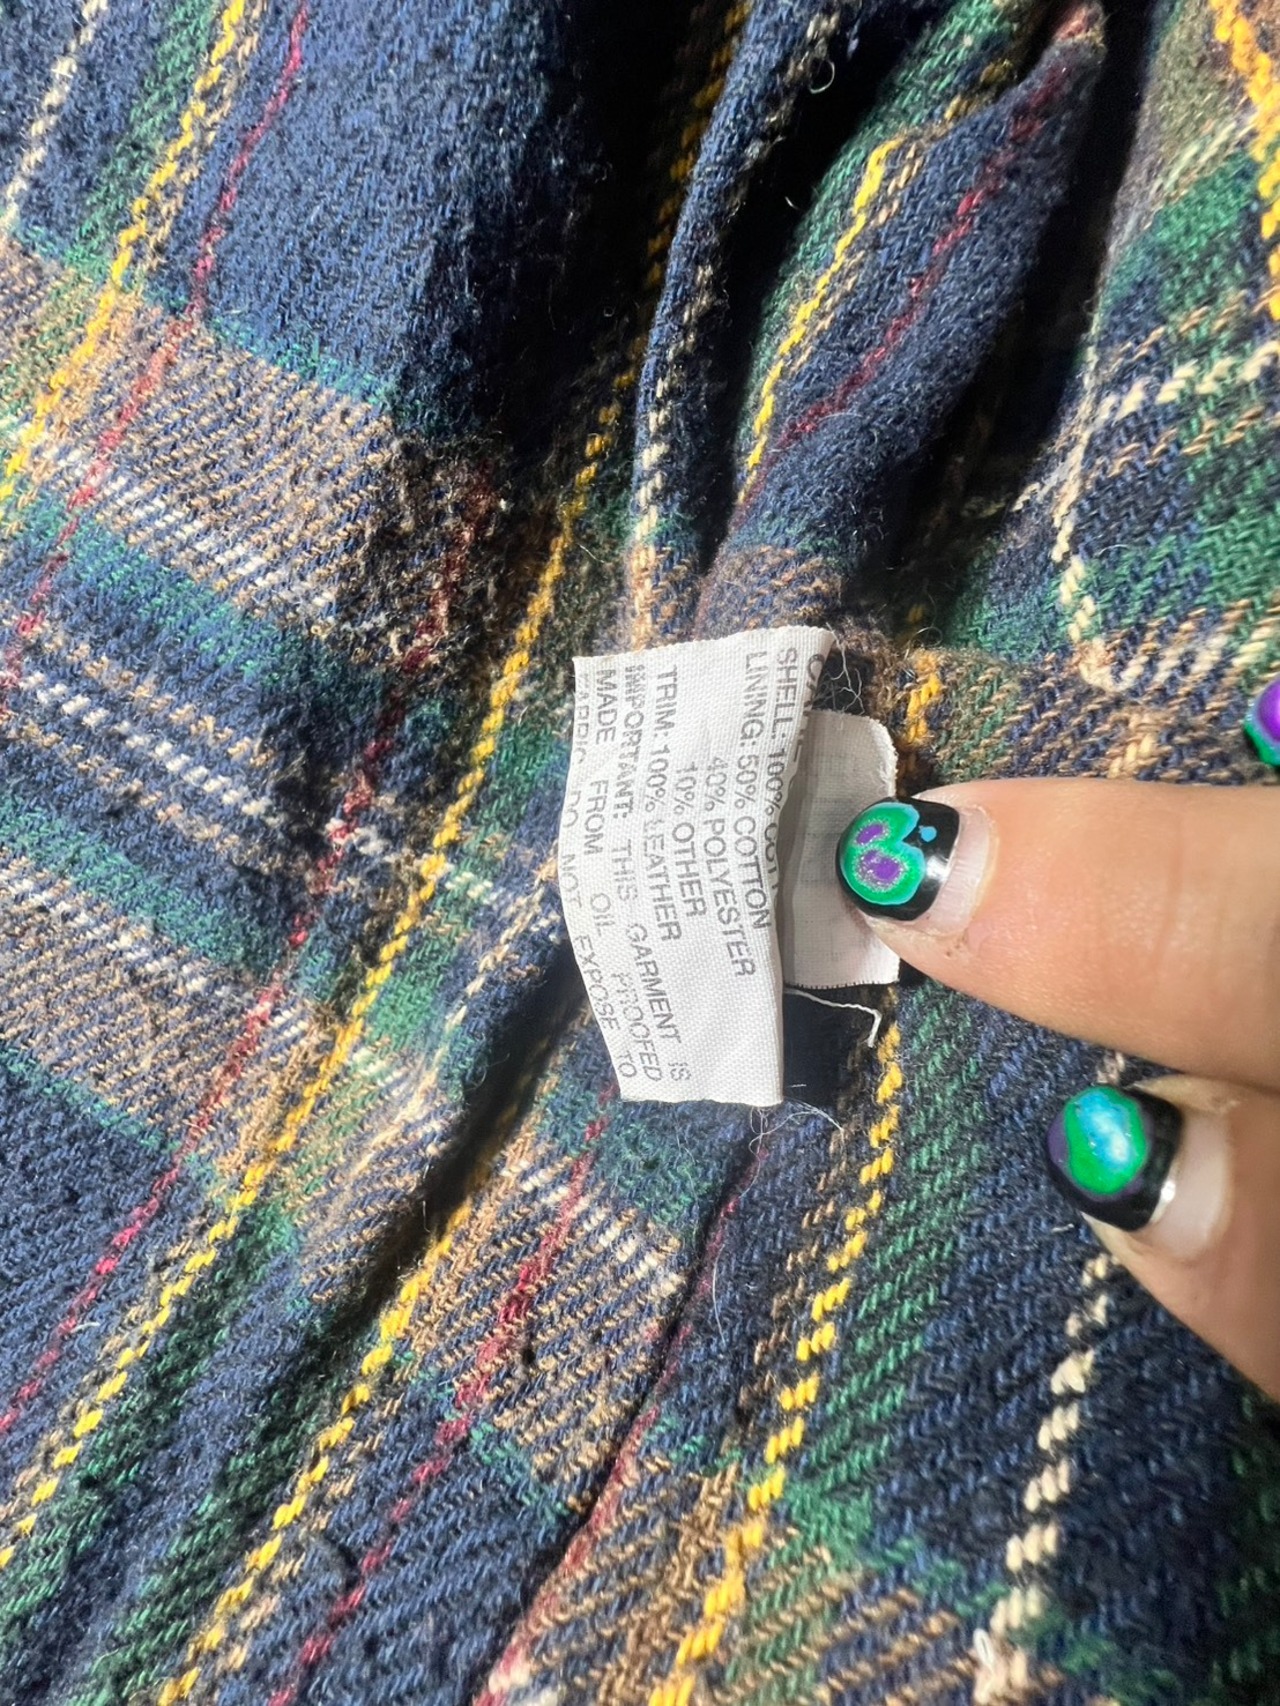 SHELL: 100%
LINING: 50% COTTON
40% POLYESTER
10% OTHER
TRIM: 100% LEATHER
IMPORTANT: THIS GARMENT IS
MADE FROM OIL PROOFED
FABRIC DO NOT EXPOSE TO